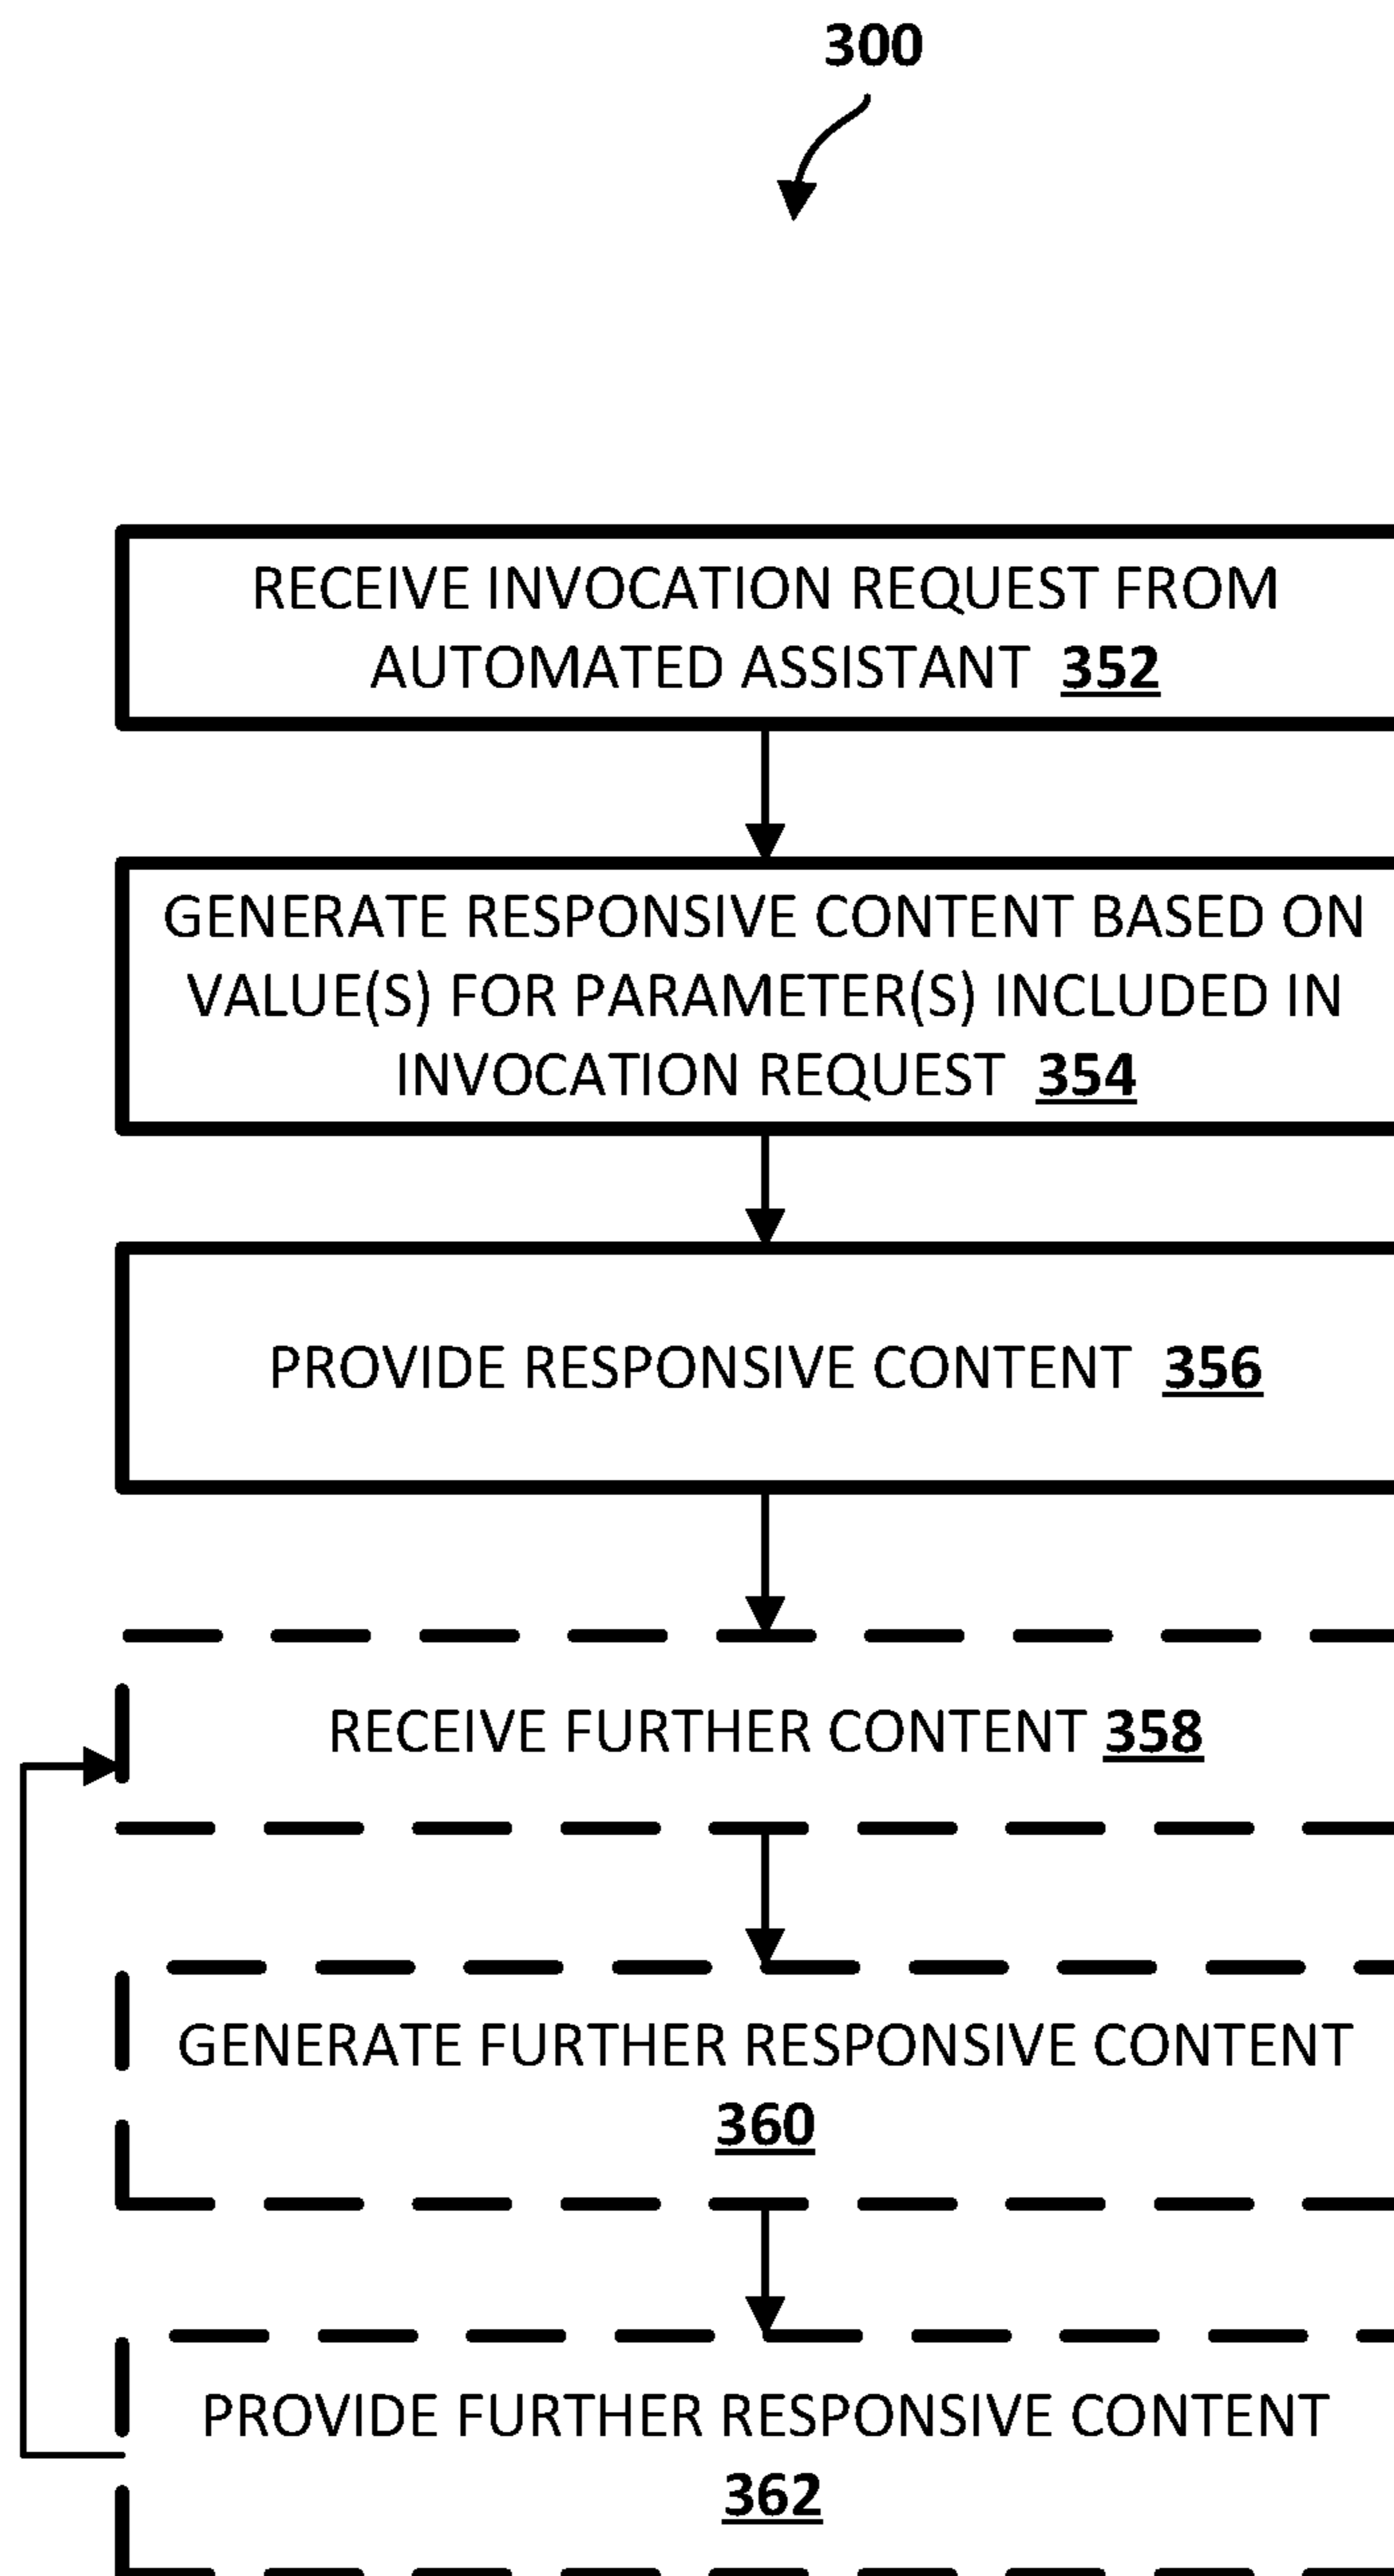 300
RECEIVE INVOCATION REQUEST FROM
AUTOMATED ASSISTANT 352
GENERATE RESPONSIVE CONTENT BASED ON
VALUE(S) FOR PARAMETER(S) INCLUDED IN
INVOCATION REQUEST 354
PROVIDE RESPONSIVE CONTENT 356
RECEIVE FURTHER CONTENT 358
GENERATE FURTHER RESPONSIVE CONTENT
360
PROVIDE FURTHER RESPONSIVE CONTENT
362